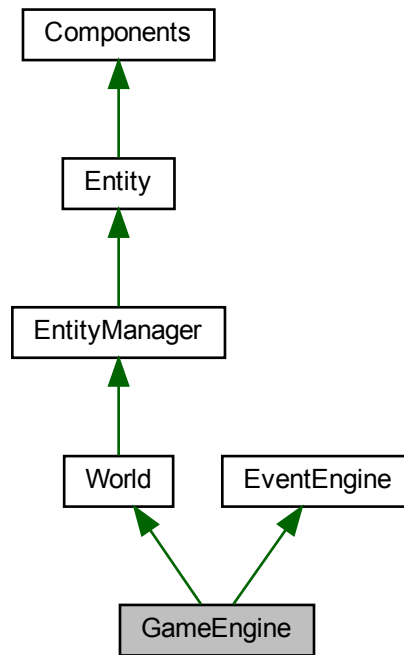 Components
Entity
EntityManager
World
EventEngine
GameEngine